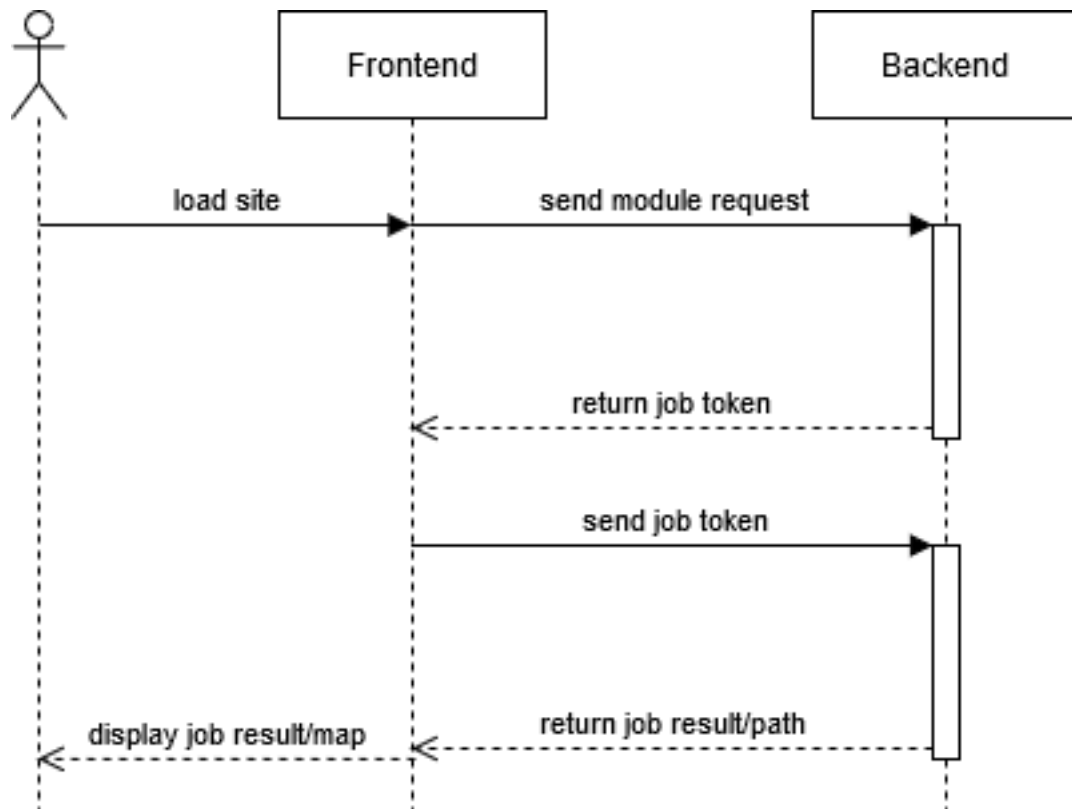 Frontend
Backend
load site
send module request
return job token
send job token
display job result/map
return job result/path